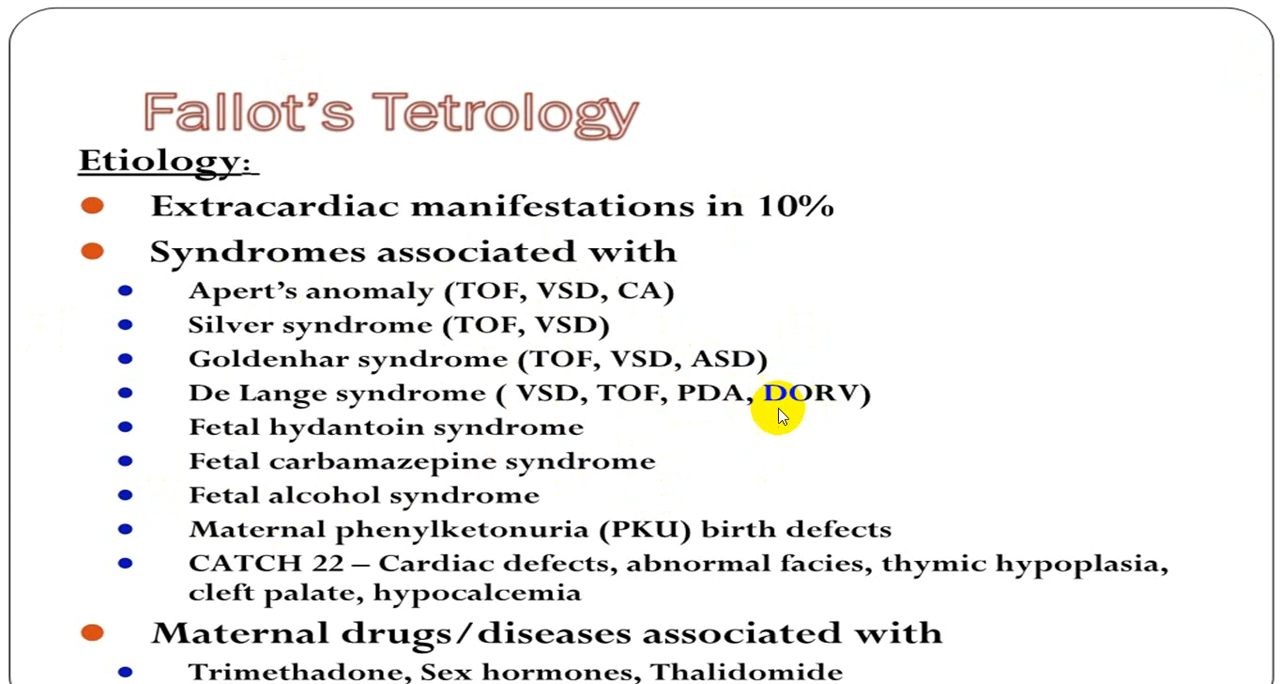 Fallot's Tetrology
Etiology:
Extracardiac manifestations in 10%
Syndromes associated with
Apert's anomaly (TOF, VSD, CA)
Silver syndrome (TOF, VSD)
Goldenhar syndrome (TOF, VSD, ASD)
De Lange syndrome ( VSD, TOF, PDA, DORV)
Fetal hydantoin syndrome
Fetal carbamazepine syndrome
Fetal alcohol syndrome
Maternal phenylketonuria (PKU) birth defects
CATCH 22 – Cardiac defects, abnormal facies, thymic hypoplasia,
cleft palate, hypocalcemia
Maternal drugs/diseases associated with
Trimethadone, Sex hormones, Thalidomide